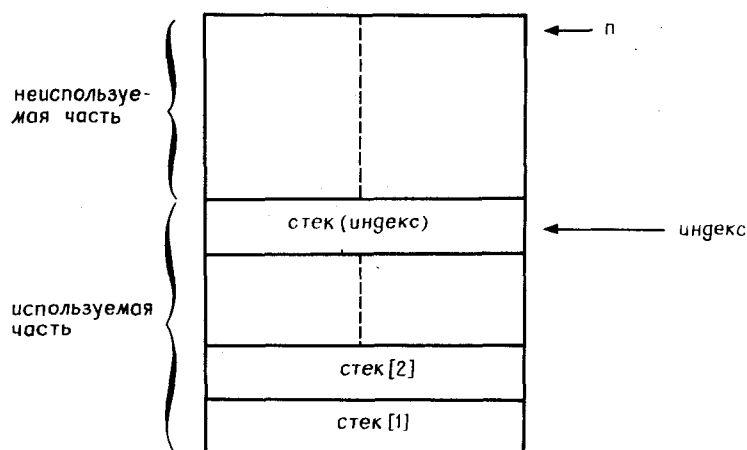 п
неиспользуе-
мая часть
стек (индекс)
индекс
используемая
часть
стек [2]
стек [1]